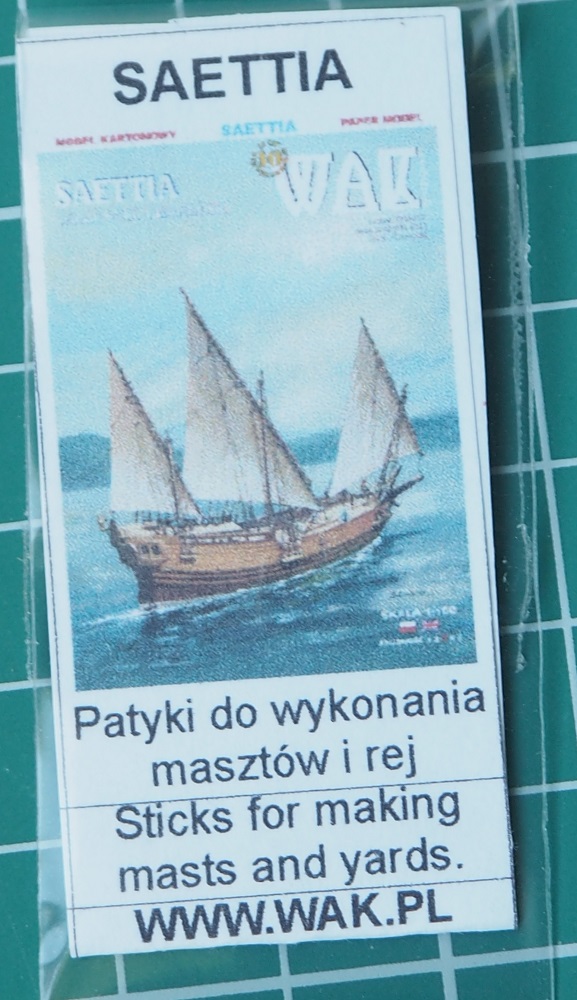 SAETTIA
MODEL KARTONOWY SAETTIA PAPER MODEL
SAETTIA
WAK
SKALA 1:100
Patyki do wykonania
masztów i rej
Sticks for making
masts and yards.
WWW.WAK.PL